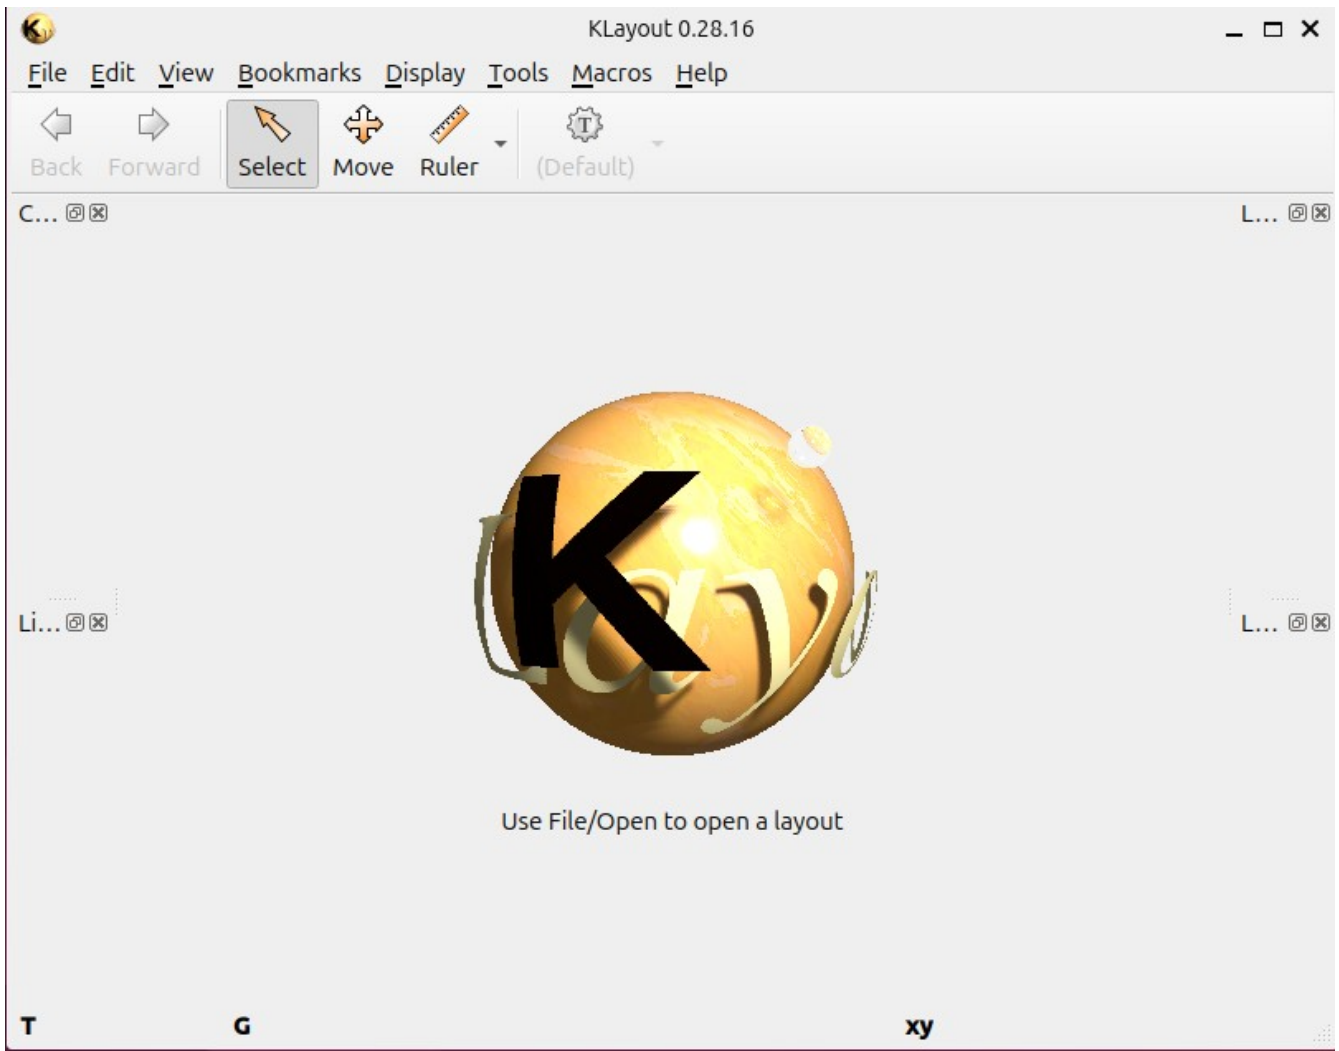 KLayout 0.28.16
File Edit View Bookmarks Display Tools Macros Help
T
Back Forward Select Move Ruler (Default)
C... L...
K
Layo
Li... L...
Use File/Open to open a layout
T G xy